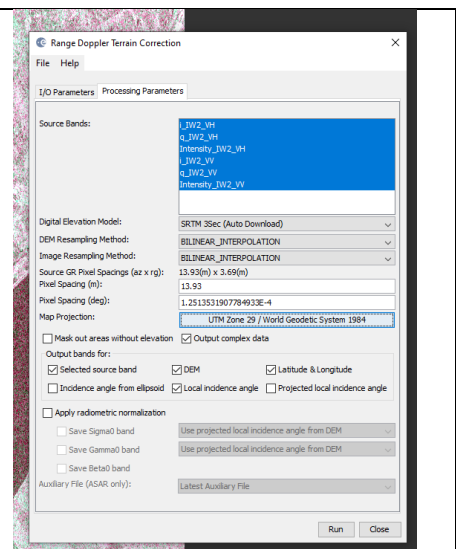 Range Doppler Terrain Correction
File Help
I/O Parameters Processing Parameters
Source Bands:
i_IW2_VH
q_IW2_VH
Intensity_IW2_VH
i_IW2_VV
q_IW2_VV
Intensity_IW2_VV
Digital Elevation Model: SRTM 3Sec (Auto Download)
DEM Resampling Method: BILINEAR_INTERPOLATION
Image Resampling Method: BILINEAR_INTERPOLATION
Source GR Pixel Spacings (az x rg): 13.93(m) x 3.69(m)
Pixel Spacing (m): 13.93
Pixel Spacing (deg): 1.2513531907784933E-4
Map Projection: UTM Zone 29 / World Geodetic System 1984
Mask out areas without elevation Output complex data
Output bands for:
Selected source band DEM Latitude & Longitude
Incidence angle from ellipsoid Local incidence angle Projected local incidence angle
Apply radiometric normalization
Save Sigma0 band Use projected local incidence angle from DEM
Save Gamma0 band Use projected local incidence angle from DEM
Save Beta0 band
Auxiliary File (ASAR only): Latest Auxiliary File
Run Close